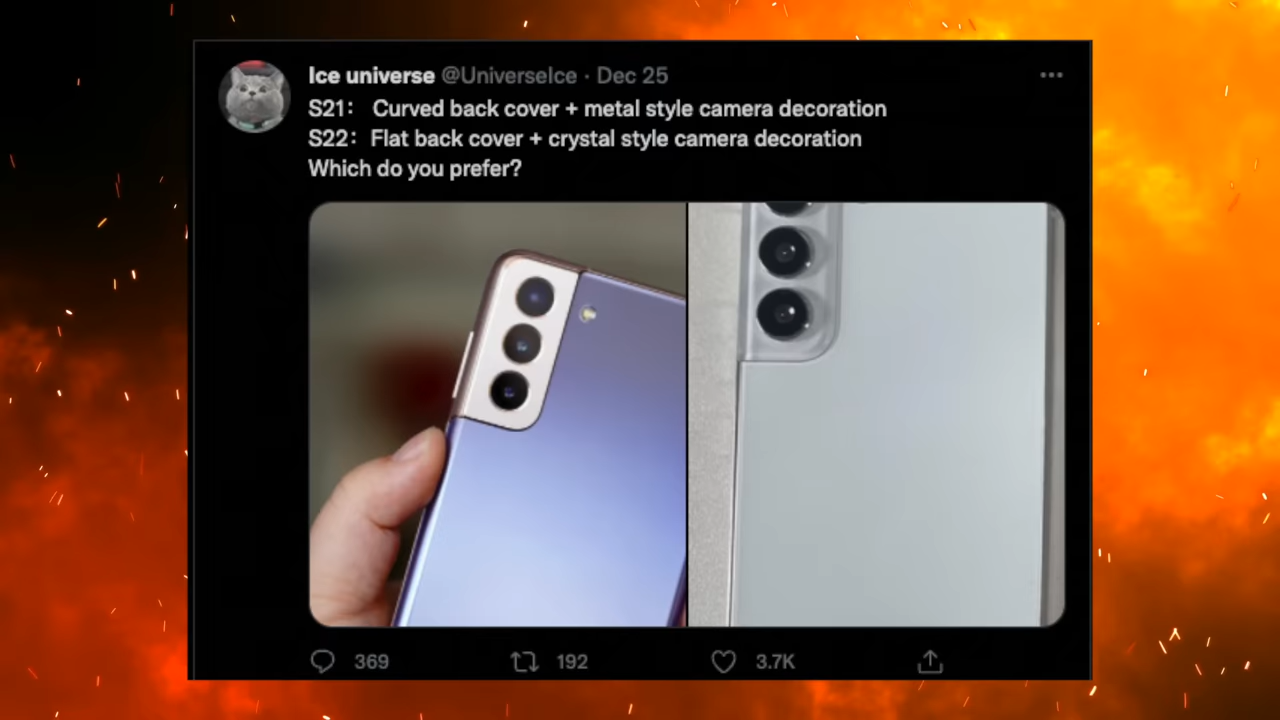 Ice universe @UniverseIce · Dec 25
S21： Curved back cover + metal style camera decoration
S22：Flat back cover + crystal style camera decoration
Which do you prefer?
369 192 3.7K